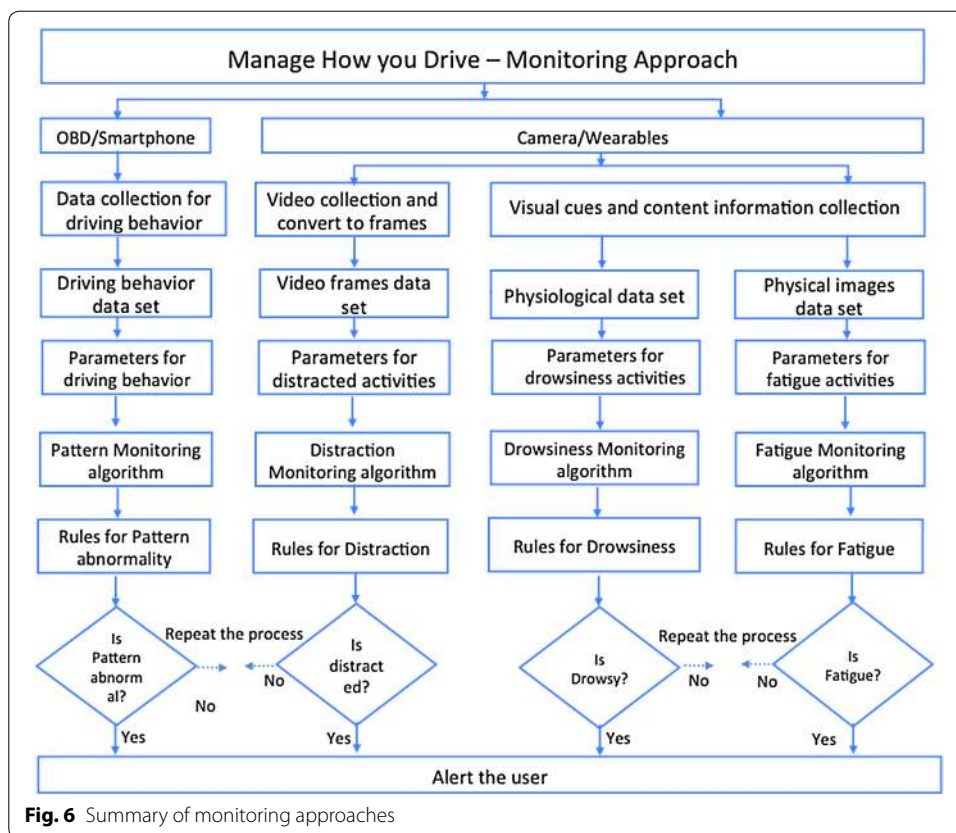 Manage How you Drive – Monitoring Approach
OBD/Smartphone
Camera/Wearables
Data collection for
driving behavior
Video collection and
convert to frames
Visual cues and content information collection
Driving behavior
data set
Video frames data
set
Physiological data set
Physical images
data set
Parameters for
driving behavior
Parameters for
distracted activities
Parameters for
drowsiness activities
Parameters for
fatigue activities
Pattern Monitoring
algorithm
Distraction
Monitoring algorithm
Drowsiness Monitoring
algorithm
Fatigue Monitoring
algorithm
Rules for Pattern
abnormality
Rules for Distraction
Rules for Drowsiness
Rules for Fatigue
Is
Pattern
abnorm
al?
Repeat the process
No
No
Is
distract
ed?
Is
Drowsy?
Repeat the process
No
No
Is
Fatigue?
Yes
Yes
Yes
Yes
Alert the user
Fig. 6 Summary of monitoring approaches